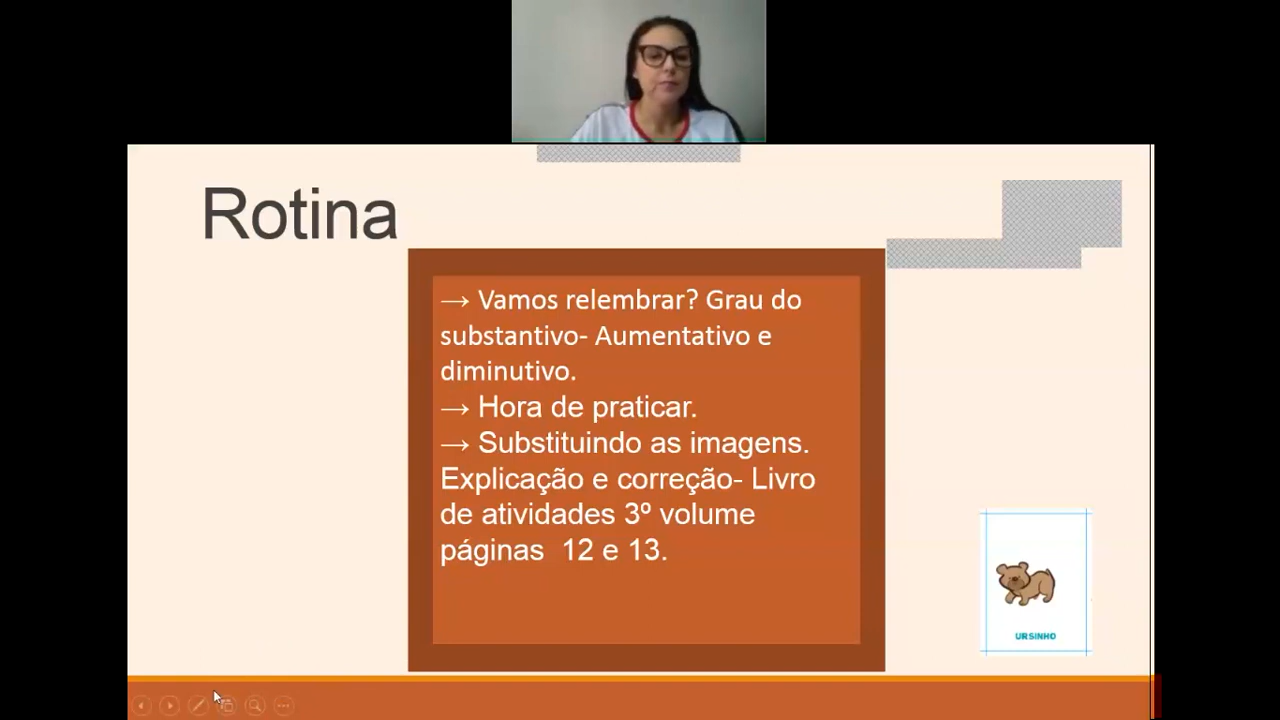 Rotina
→ Vamos relembrar? Grau do
substantivo- Aumentativo e
diminutivo.
→ Hora de praticar.
→ Substituindo as imagens.
Explicação e correção- Livro
de atividades 3º volume
páginas  12 e 13.
URSINHO